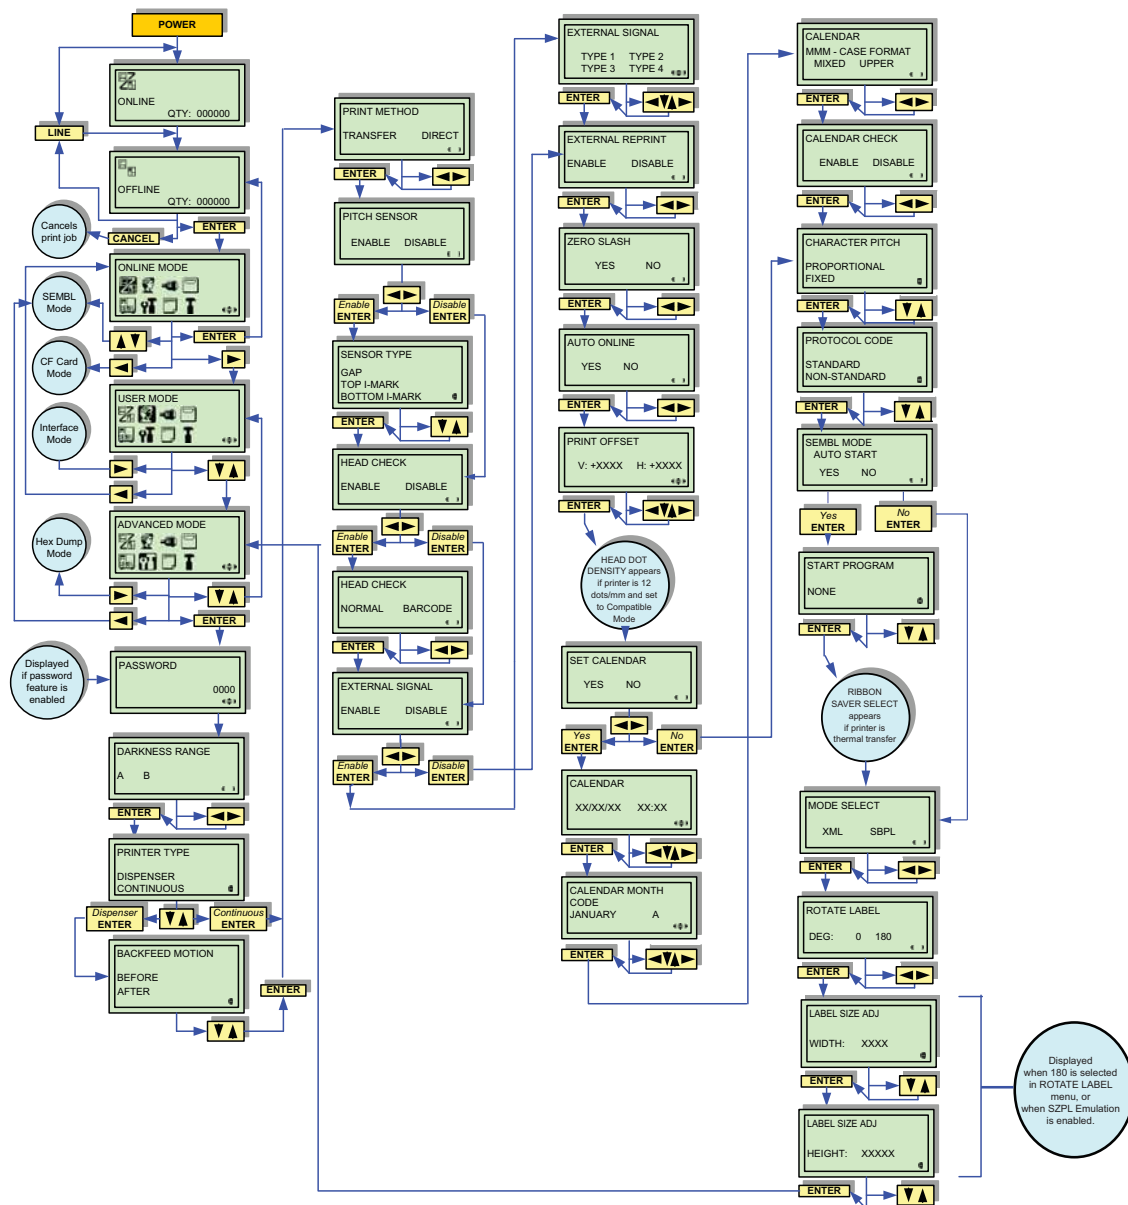 POWER
ONLINE
QTY: 000000
LINE
OFFLINE
QTY: 000000
Cancels
print job
CANCEL
ENTER
ONLINE MODE
SEMBL
Mode
ENTER
CF Card
Mode
USER MODE
Interface
Mode
ADVANCED MODE
Hex Dump
Mode
ENTER
PASSWORD
0000
Displayed
if password
feature is
enabled
DARKNESS RANGE
A B
ENTER
PRINTER TYPE
DISPENSER
CONTINUOUS
Dispenser
ENTER
Continuous
ENTER
BACKFEED MOTION
BEFORE
AFTER
ENTER
PRINT METHOD
TRANSFER DIRECT
ENTER
PITCH SENSOR
ENABLE DISABLE
Enable
ENTER
Disable
ENTER
SENSOR TYPE
GAP
TOP I-MARK
BOTTOM I-MARK
ENTER
HEAD CHECK
ENABLE DISABLE
Enable
ENTER
Disable
ENTER
HEAD CHECK
NORMAL BARCODE
ENTER
EXTERNAL SIGNAL
ENABLE DISABLE
Enable
ENTER
Disable
ENTER
EXTERNAL SIGNAL
TYPE 1 TYPE 2
TYPE 3 TYPE 4
ENTER
EXTERNAL REPRINT
ENABLE DISABLE
ENTER
ZERO SLASH
YES NO
ENTER
AUTO ONLINE
YES NO
ENTER
PRINT OFFSET
V: +XXXX H: +XXXX
ENTER
HEAD DOT
DENSITY appears
if printer is 12
dots/mm and set
to Compatible
Mode
SET CALENDAR
YES NO
Yes
ENTER
No
ENTER
CALENDAR
XX/XX/XX XX:XX
ENTER
CALENDAR MONTH
CODE
JANUARY A
ENTER
CALENDAR
MMM - CASE FORMAT
MIXED UPPER
ENTER
CALENDAR CHECK
ENABLE DISABLE
ENTER
CHARACTER PITCH
PROPORTIONAL
FIXED
ENTER
PROTOCOL CODE
STANDARD
NON-STANDARD
ENTER
SEMBL MODE
AUTO START
YES NO
Yes
ENTER
No
ENTER
START PROGRAM
NONE
ENTER
RIBBON
SAVER SELECT
appears
if printer is
thermal transfer
MODE SELECT
XML SBPL
ENTER
ROTATE LABEL
DEG: 0 180
ENTER
LABEL SIZE ADJ
WIDTH: XXXX
ENTER
LABEL SIZE ADJ
HEIGHT: XXXXX
ENTER
Displayed
when 180 is selected
in ROTATE LABEL
menu, or
when SZPL Emulation
is enabled.